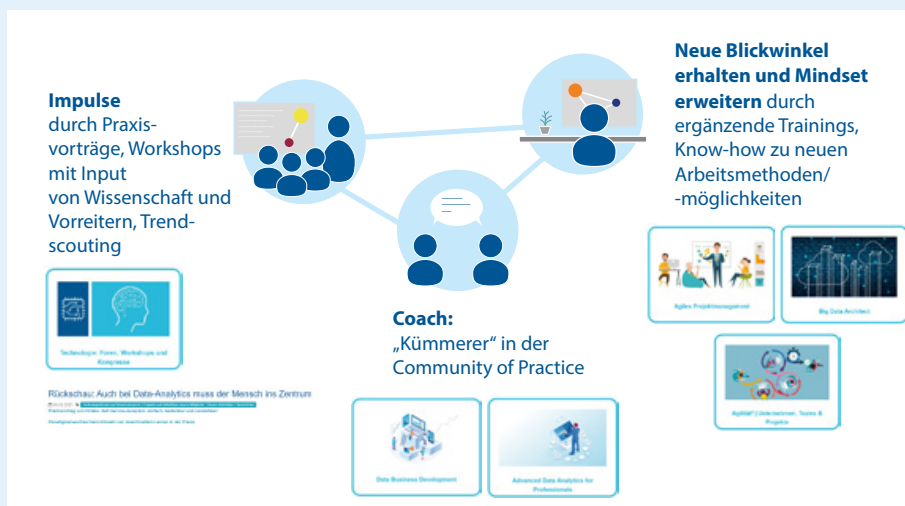 Impulse
durch Praxis-
vorträge, Workshops
mit Input
von Wissenschaft und
Vorreitern, Trend-
scouting
Technologie: Foren, Workshops und
Kongresse
Rückschau: Auch bei Data-Analytics muss der Mensch ins Zentrum
Coach:
„Kümmerer“ in der
Community of Practice
Data Business Development
Advanced Data Analytics for
Professionals
Neue Blickwinkel
erhalten und Mindset
erweitern durch
ergänzende Trainings,
Know-how zu neuen
Arbeitsmethoden/
-möglichkeiten
Agiles Projektmanagement
Big Data Architect
Unternehmen, Teams &
Projekte